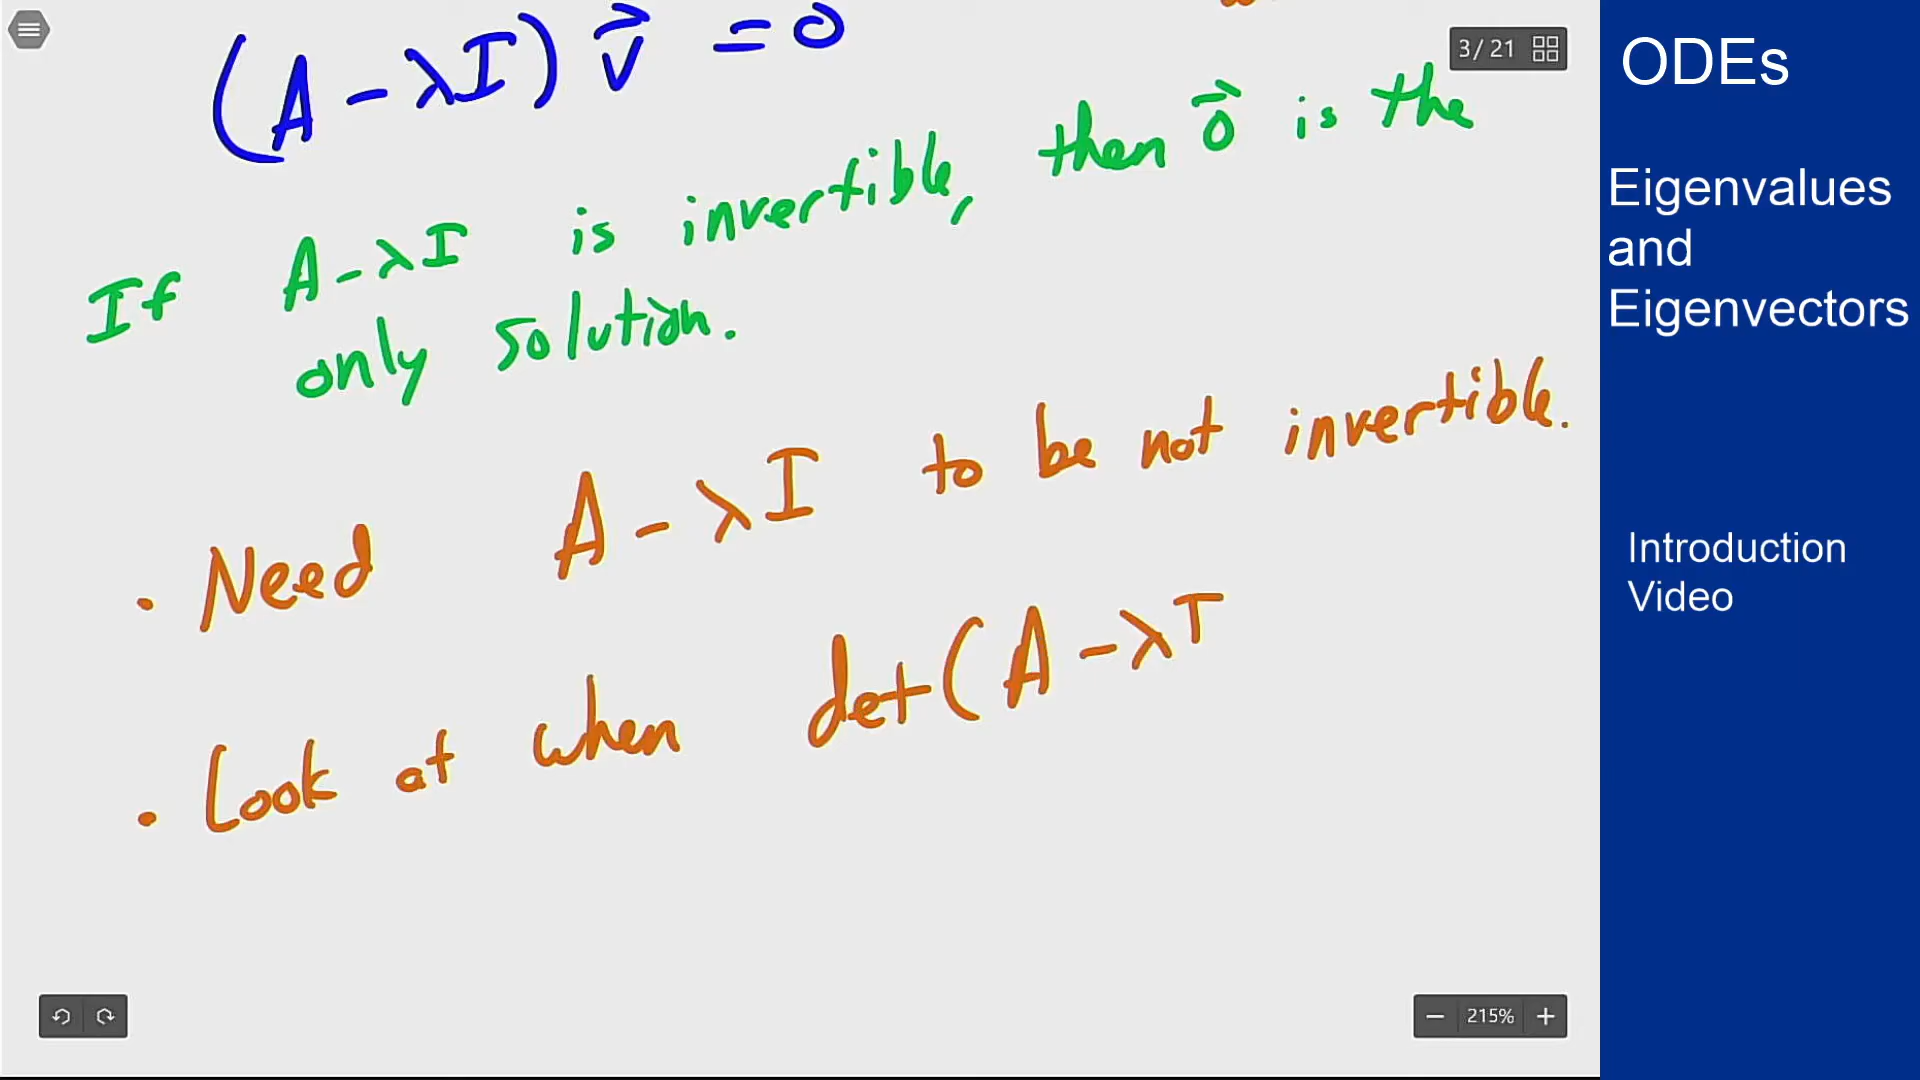 (A - λI) v⃗ = 0
3/ 21
If A - λI is invertible, then 0⃗ is the
only solution.
· Need A - λI to be not invertible.
· Look at when det(A - λT
215%
ODEs
Eigenvalues
and
Eigenvectors
Introduction
Video